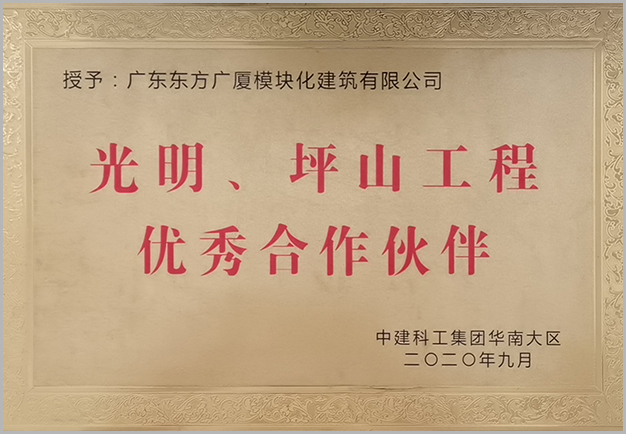 授予：广东东方广厦模块化建筑有限公司
光明、坪山工程
优秀合作伙伴
中建科工集团华南大区
二〇二〇年九月